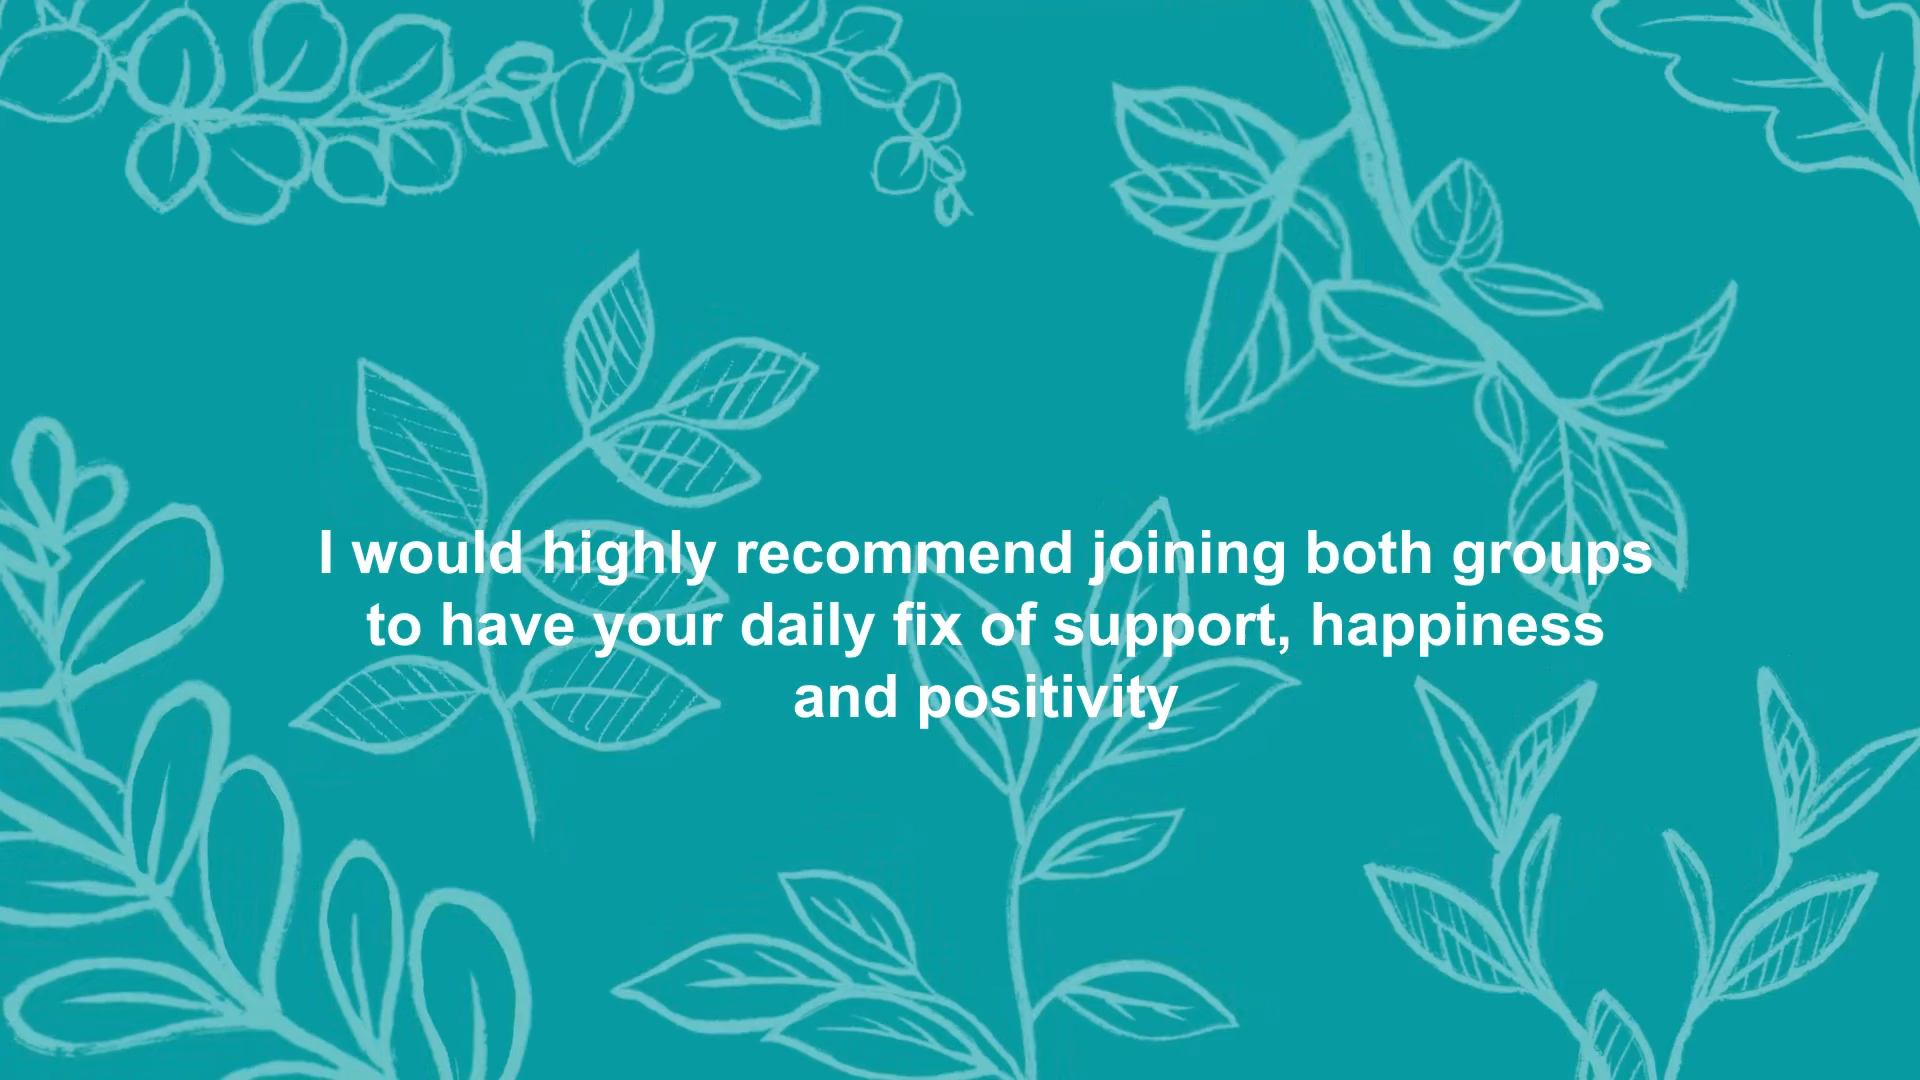 I would highly recommend joining both groups
to have your daily fix of support, happiness
and positivity